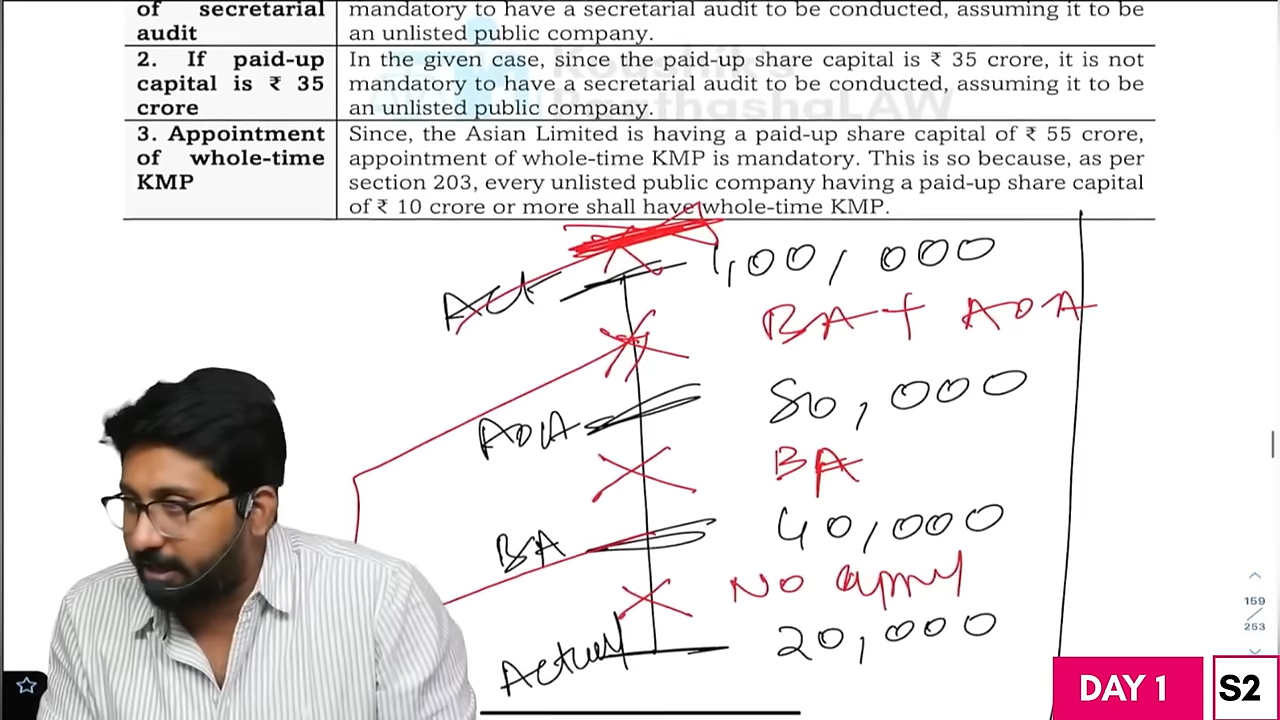 of secretarial audit
mandatory to have a secretarial audit to be conducted, assuming it to be
an unlisted public company.
2. If paid-up capital is ₹ 35 crore
In the given case, since the paid-up share capital is ₹ 35 crore, it is not
mandatory to have a secretarial audit to be conducted, assuming it to be
an unlisted public company.
3. Appointment of whole-time KMP
Since, the Asian Limited is having a paid-up share capital of ₹ 55 crore,
appointment of whole-time KMP is mandatory. This is so because, as per
section 203, every unlisted public company having a paid-up share capital
of ₹ 10 crore or more shall have whole-time KMP.
Act 1,00,000
BA + AOA
AOA 80,000
BA
BA 40,000
No
Actual 20,000
159
253
DAY 1 S2